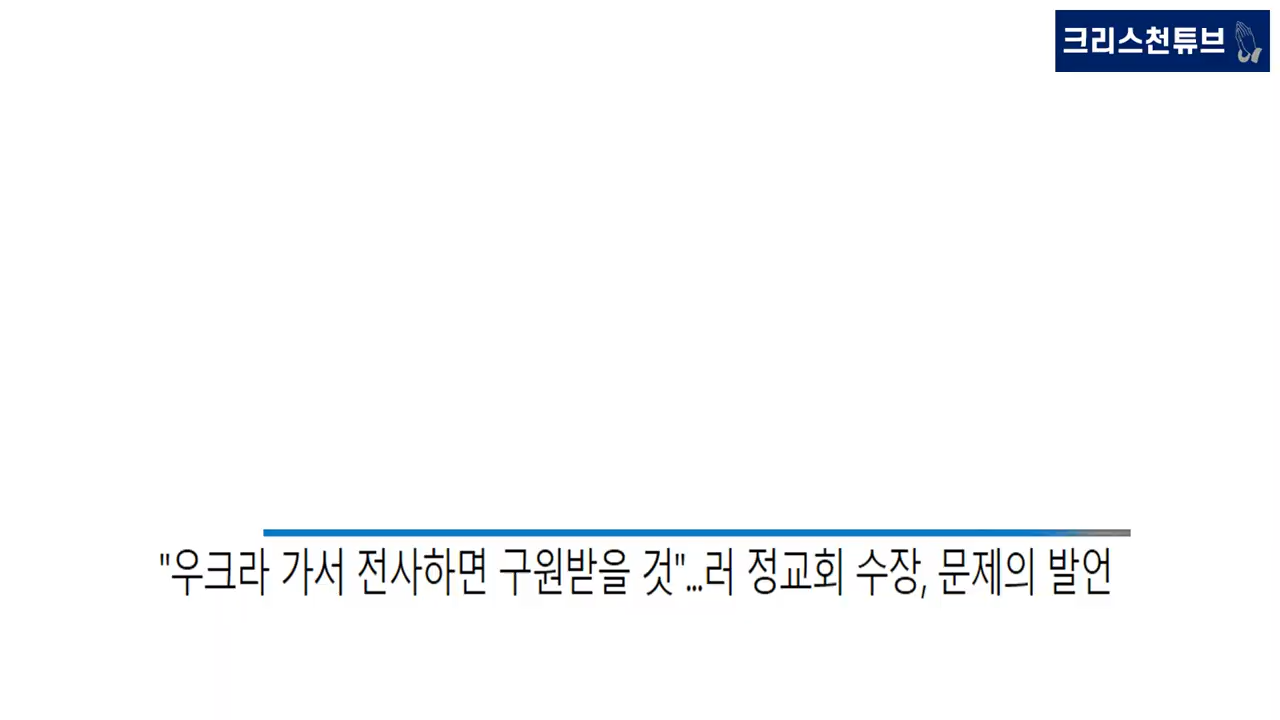 크리스천튜브
"우크라 가서 전사하면 구원받을 것"...러 정교회 수장, 문제의 발언